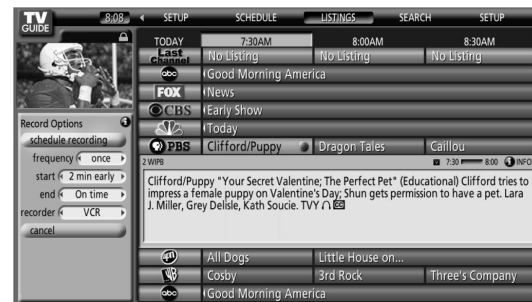 TV
GUIDE
8:08
SETUP SCHEDULE LISTINGS SEARCH SETUP
TODAY 7:30AM 8:00AM 8:30AM
Last Channel No Listing No Listing No Listing
abc Good Morning America
FOX News
CBS Early Show
Today
PBS Clifford/Puppy Dragon Tales Caillou
2 WIPB 7:30 8:00 INFO
Clifford/Puppy "Your Secret Valentine; The Perfect Pet" (Educational) Clifford tries to
impress a female puppy on Valentine's Day; Shun gets permission to have a pet. Lara
J. Miller, Grey Delisle, Kath Soucie. TVY
Record Options
schedule recording
frequency once
start 2 min early
end On time
recorder VCR
cancel
All Dogs Little House on...
WB Cosby 3rd Rock Three's Company
abc Good Morning America